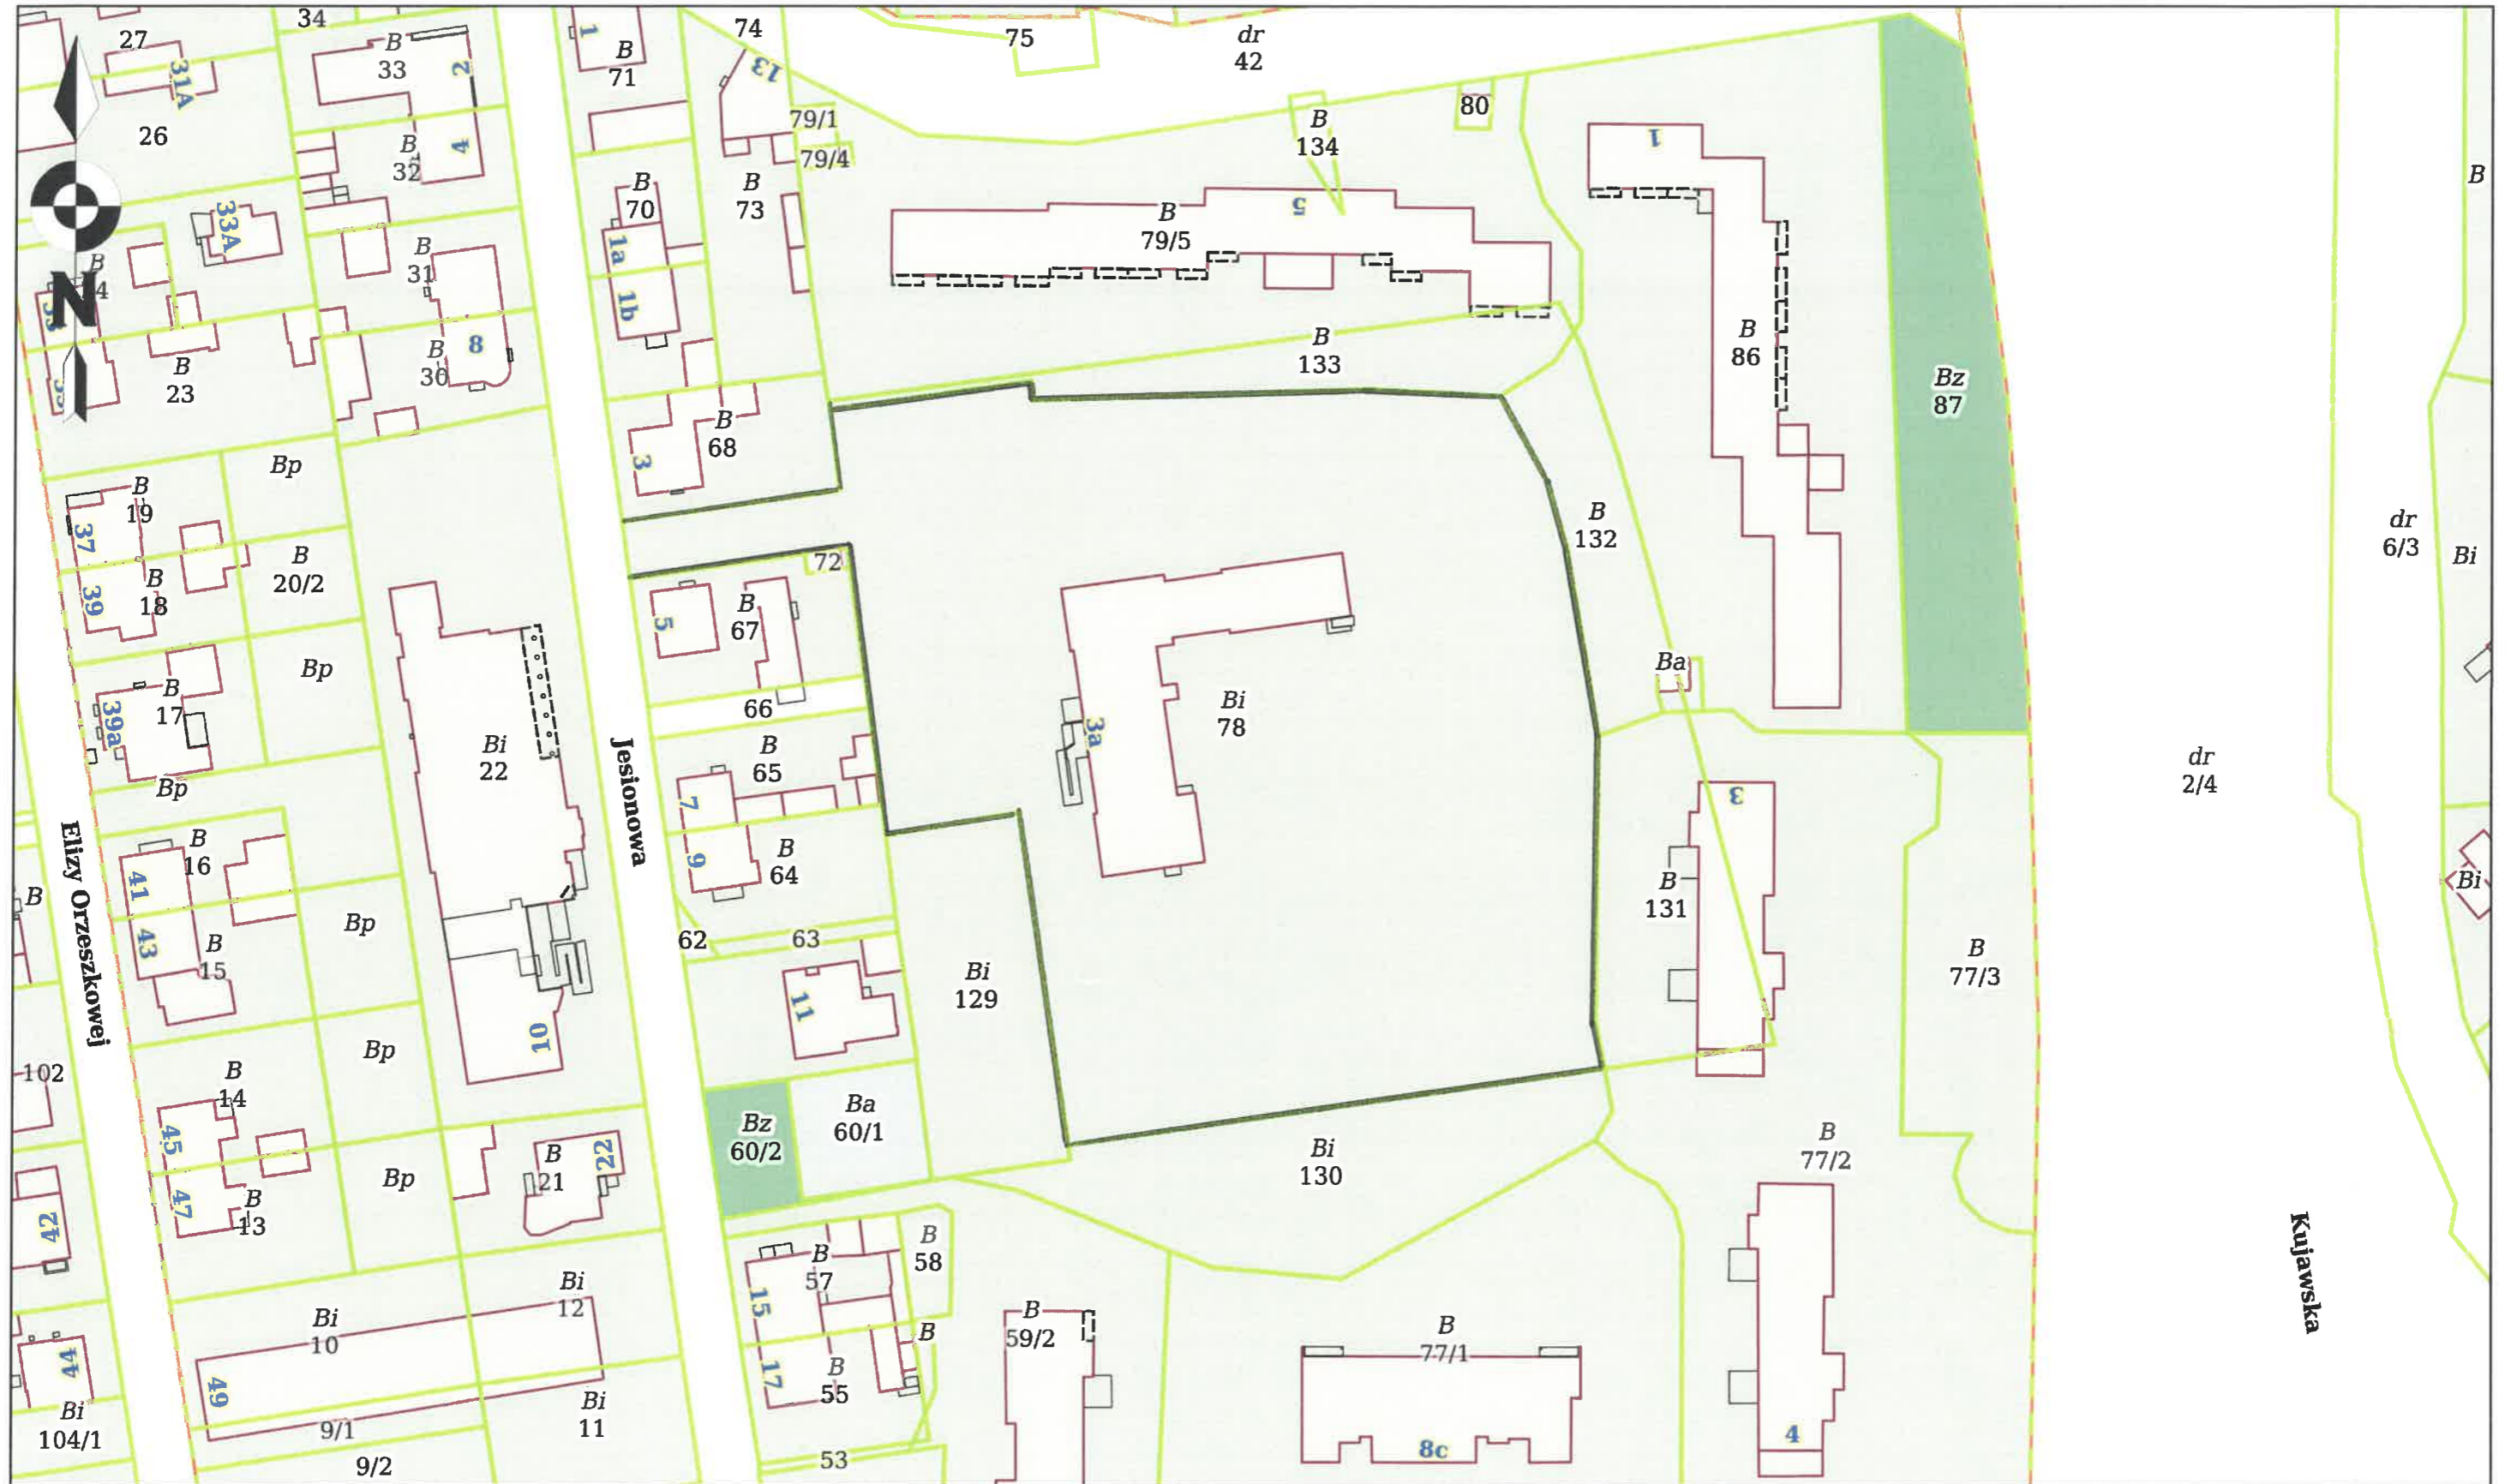 34
27
31A
26
B
33
2
B
32
4
33A
B
31
B
30
8
B
23
N
1
B
71
74
13
75
dr
42
79/1
79/4
B
134
80
1
B
70
B
73
1a
1b
B
79/5
5
B
133
B
86
Bz
87
B
B
68
3
Bp
B
19
37
B
18
39
B
20/2
Bp
B
17
39a
Bp
72
B
67
5
66
B
132
Ba
dr
6/3
Bi
Bi
22
Jesionowa
Bi
78
3a
B
65
7
B
64
9
dr
2/4
3
B
131
Bi
B
16
41
B
15
43
Bp
B
Elizy Orzeszkowej
62
63
Bi
129
11
10
B
77/3
Bp
102
B
14
45
Bz
60/2
Ba
60/1
Bi
130
B
77/2
B
21
22
Bp
B
13
47
42
B
57
15
B
58
Kujawska
Bi
12
Bi
10
49
B
59/2
B
B
77/1
B
55
17
44
Bi
104/1
9/1
9/2
Bi
11
53
8c
4